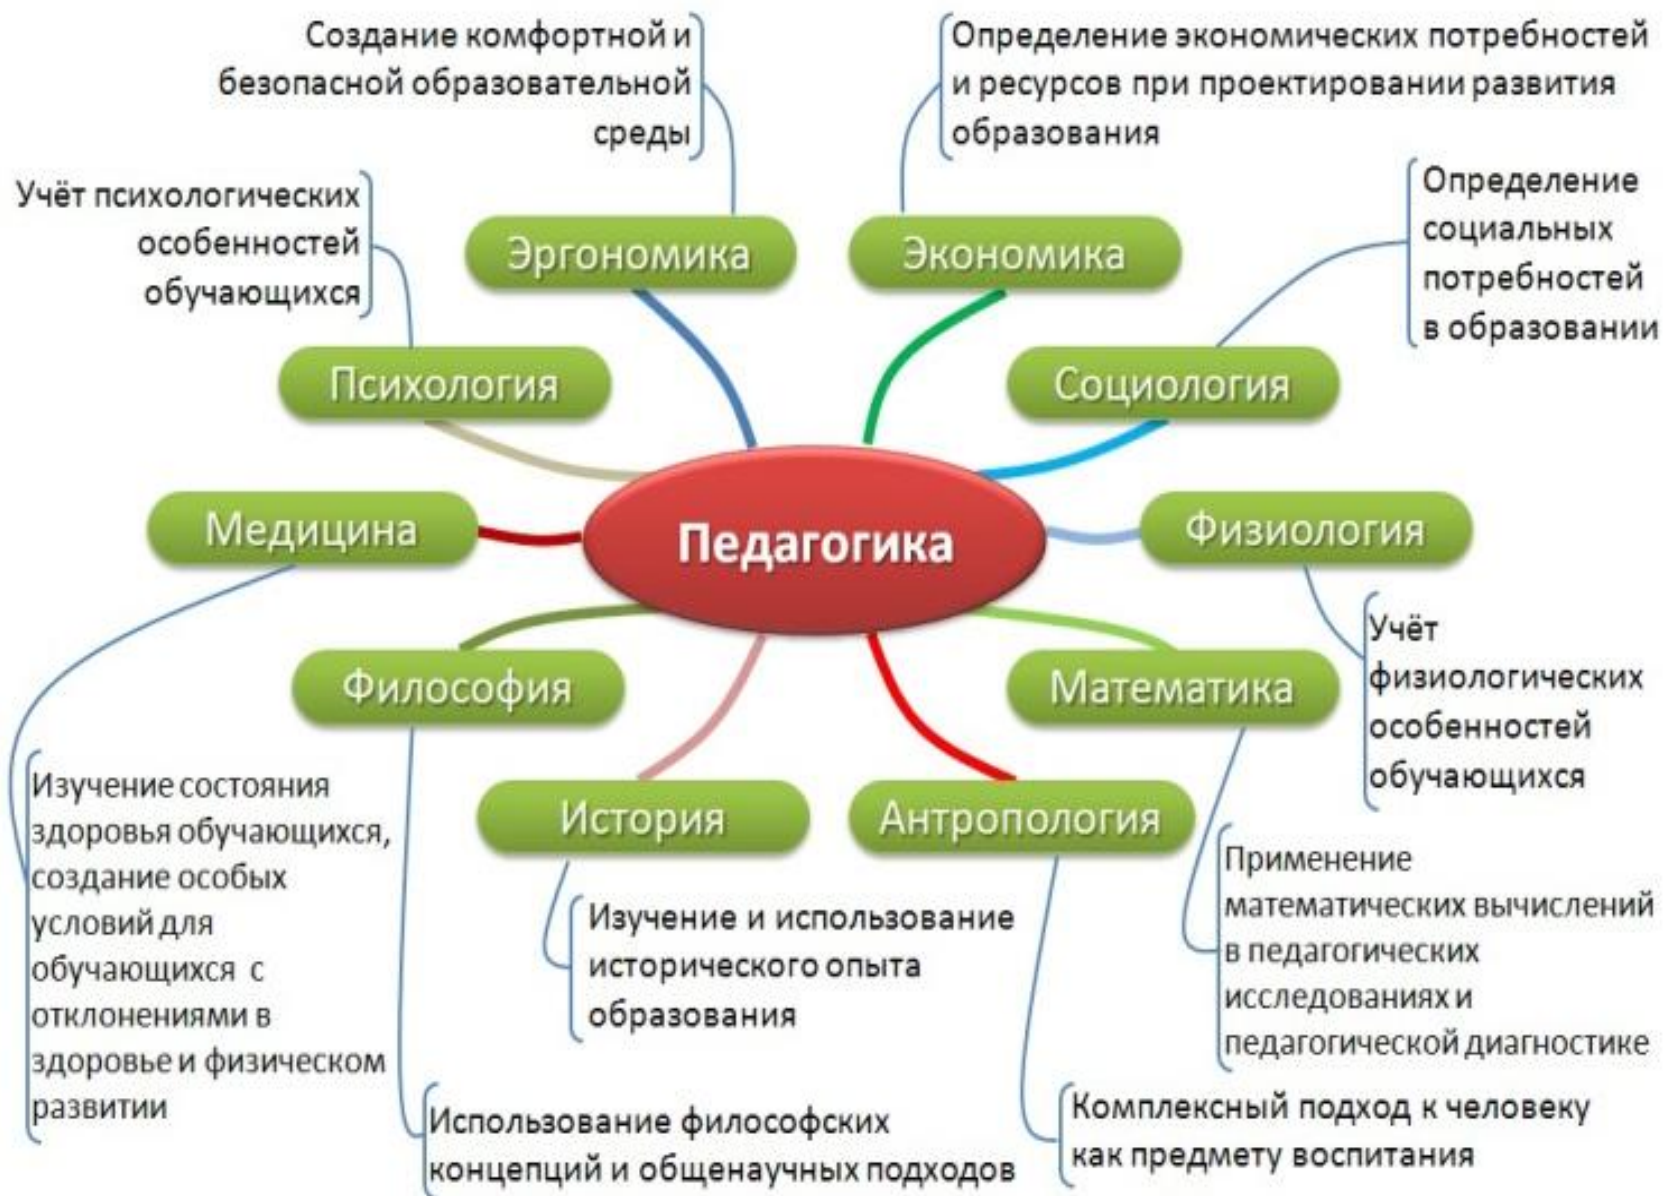 Создание комфортной и
безопасной образовательной
среды
Определение экономических потребностей
и ресурсов при проектировании развития
образования
Учёт психологических
особенностей
обучающихся
Определение
социальных
потребностей
в образовании
Эргономика
Экономика
Психология
Социология
Медицина
Педагогика
Физиология
Философия
Математика
Учёт
физиологических
особенностей
обучающихся
История
Антропология
Изучение состояния
здоровья обучающихся,
создание особых
условий для
обучающихся с
отклонениями в
здоровье и физическом
развитии
Изучение и использование
исторического опыта
образования
Применение
математических вычислений
в педагогических
исследованиях и
педагогической диагностике
Использование философских
концепций и общенаучных подходов
Комплексный подход к человеку
как предмету воспитания